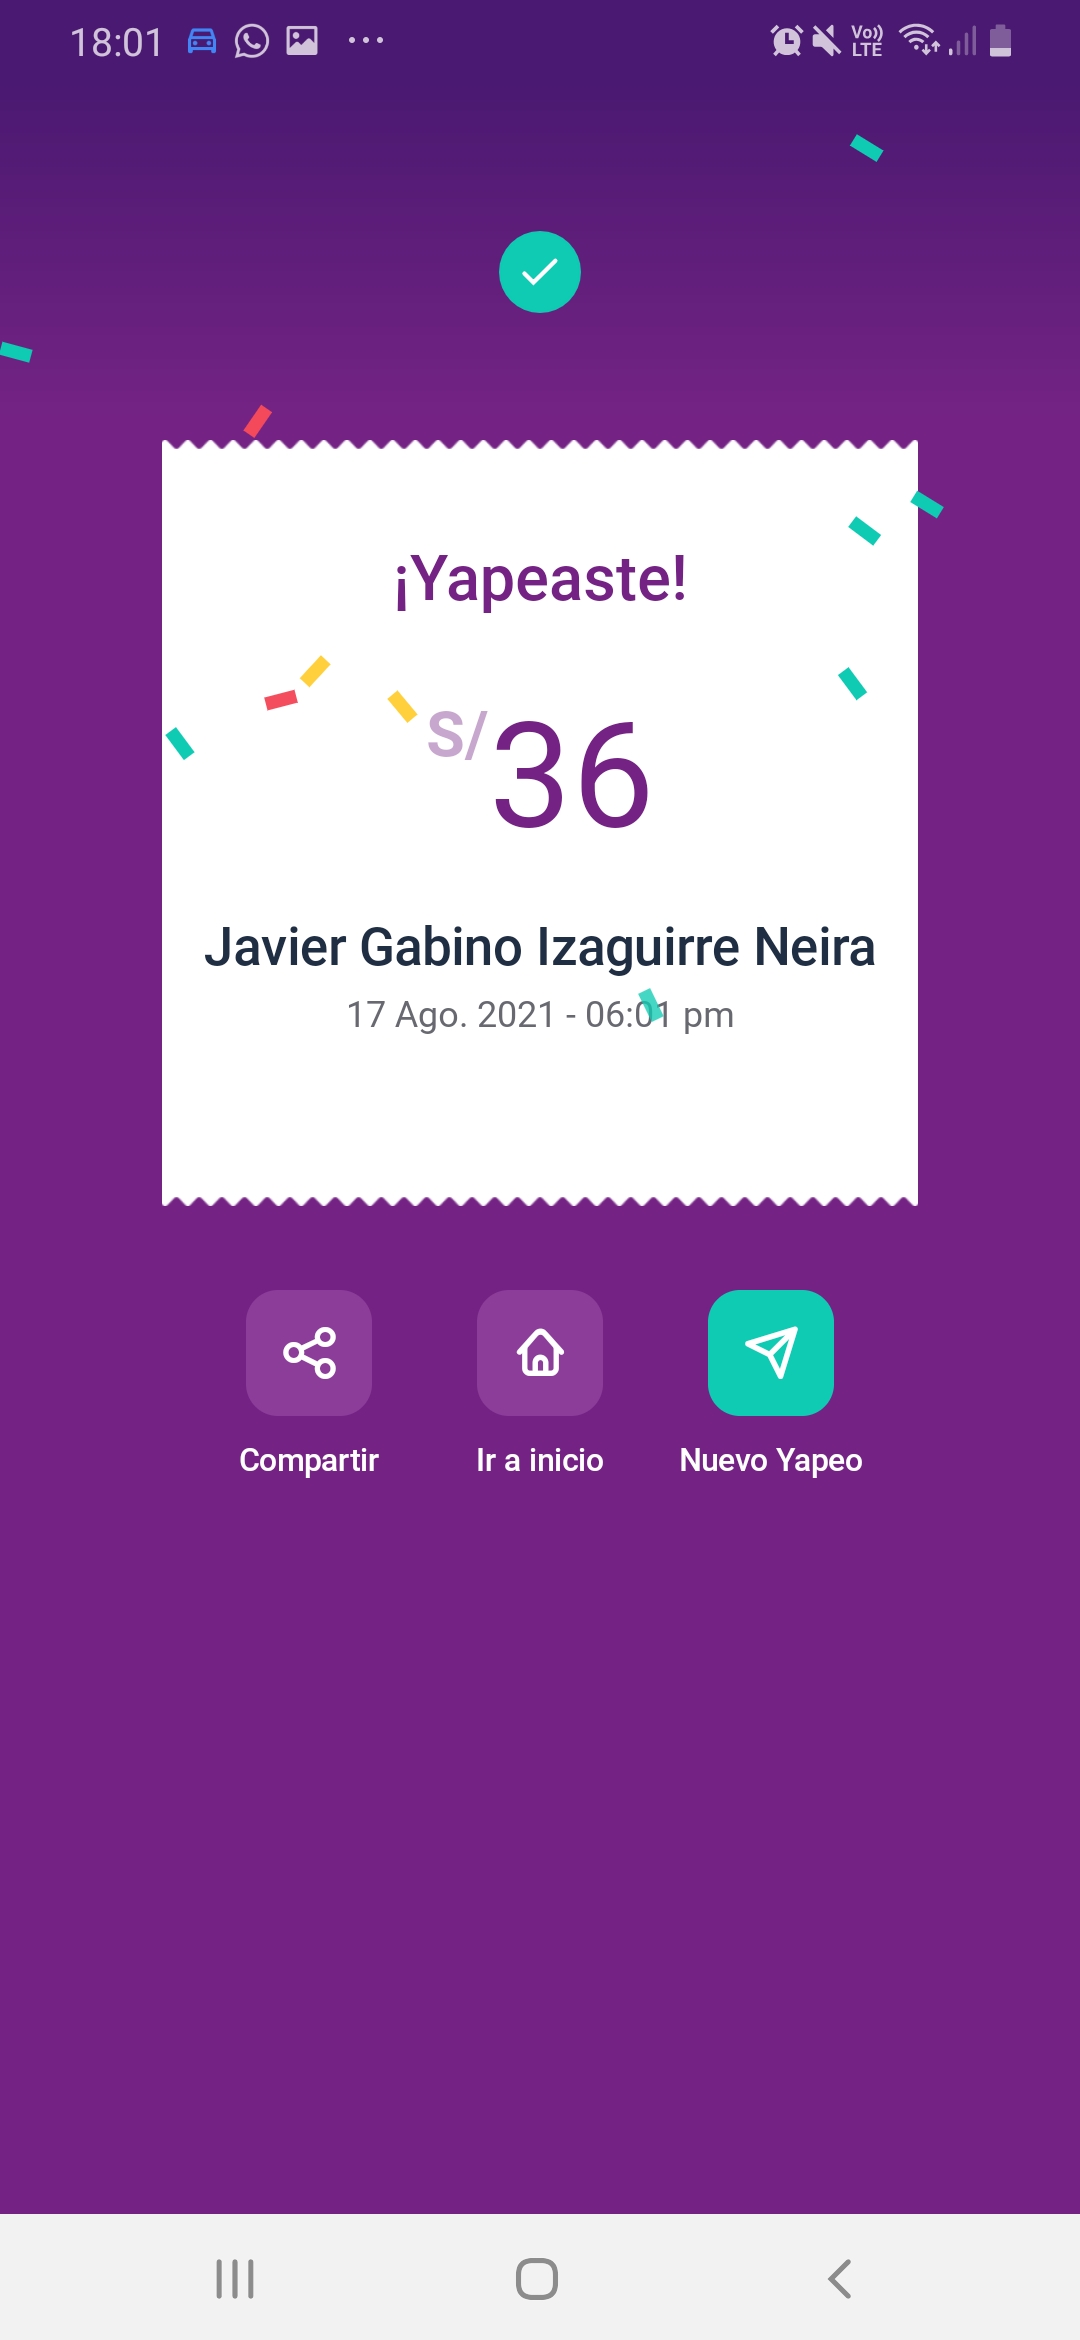 18:01
Vo))
LTE
¡Yapeaste!
S/36
Javier Gabino Izaguirre Neira
17 Ago. 2021 - 06:01 pm
Compartir
Ir a inicio
Nuevo Yapeo